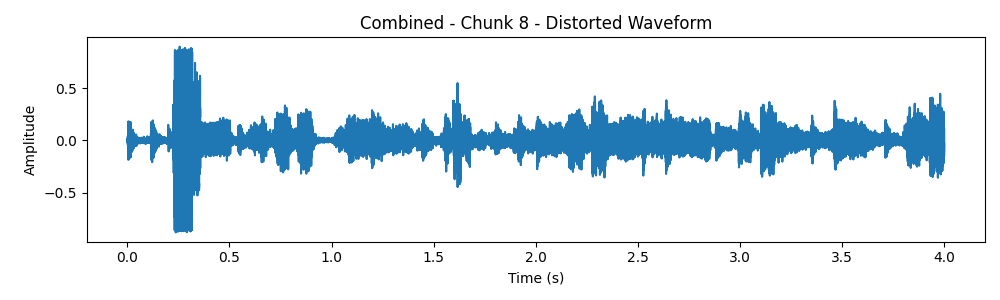 Combined - Chunk 8 - Distorted Waveform
Amplitude
0.5
0.0
−0.5
0.0 0.5 1.0 1.5 2.0 2.5 3.0 3.5 4.0
Time (s)